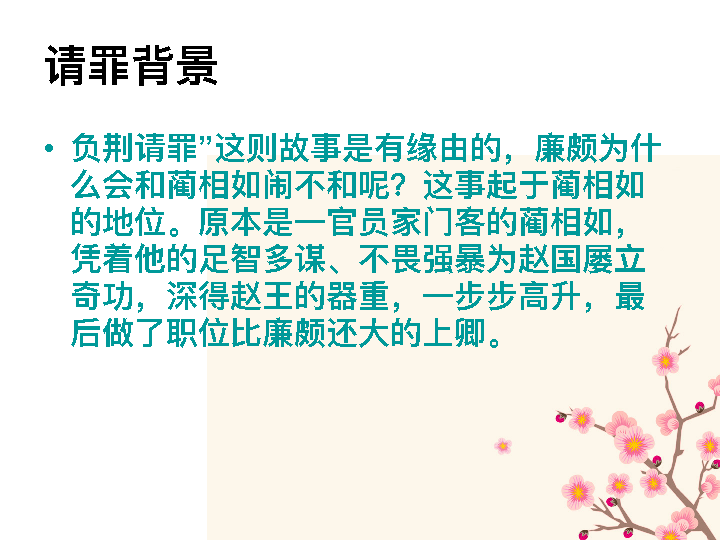 请罪背景
• 负荆请罪”这则故事是有缘由的，廉颇为什
么会和蔺相如闹不和呢？这事起于蔺相如
的地位。原本是一官员家门客的蔺相如，
凭着他的足智多谋、不畏强暴为赵国屡立
奇功，深得赵王的器重，一步步高升，最
后做了职位比廉颇还大的上卿。